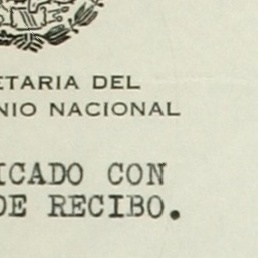 ETARIA DEL
NIO NACIONAL
ICADO CON
DE RECIBO.